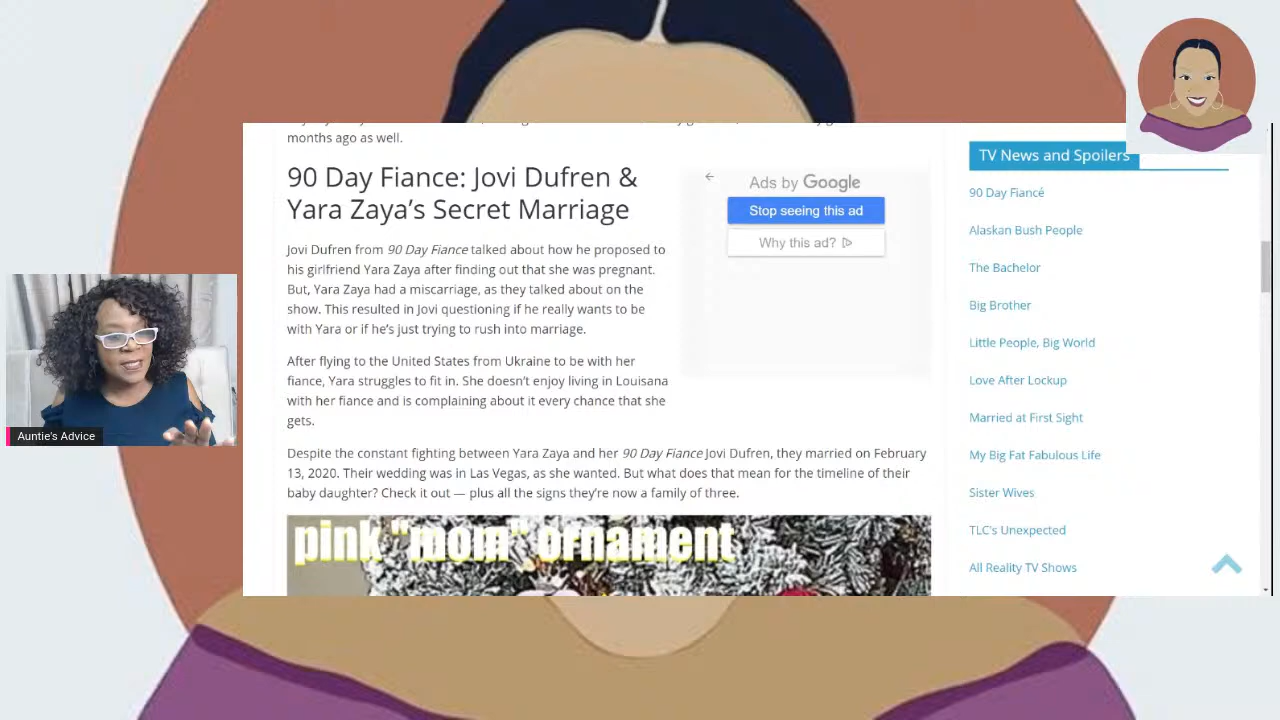 months ago as well.
90 Day Fiance: Jovi Dufren &
Yara Zaya’s Secret Marriage
Jovi Dufren from 90 Day Fiance talked about how he proposed to
his girlfriend Yara Zaya after finding out that she was pregnant.
But, Yara Zaya had a miscarriage, as they talked about on the
show. This resulted in Jovi questioning if he really wants to be
with Yara or if he’s just trying to rush into marriage.
After flying to the United States from Ukraine to be with her
fiance, Yara struggles to fit in. She doesn’t enjoy living in Louisana
with her fiance and is complaining about it every chance that she
gets.
Despite the constant fighting between Yara Zaya and her 90 Day Fiance Jovi Dufren, they married on February
13, 2020. Their wedding was in Las Vegas, as she wanted. But what does that mean for the timeline of their
baby daughter? Check it out — plus all the signs they’re now a family of three.
pink "mom" ornament
Ads by Google
Stop seeing this ad
Why this ad?
TV News and Spoilers
90 Day Fiancé
Alaskan Bush People
The Bachelor
Big Brother
Little People, Big World
Love After Lockup
Married at First Sight
My Big Fat Fabulous Life
Sister Wives
TLC's Unexpected
All Reality TV Shows
Auntie's Advice